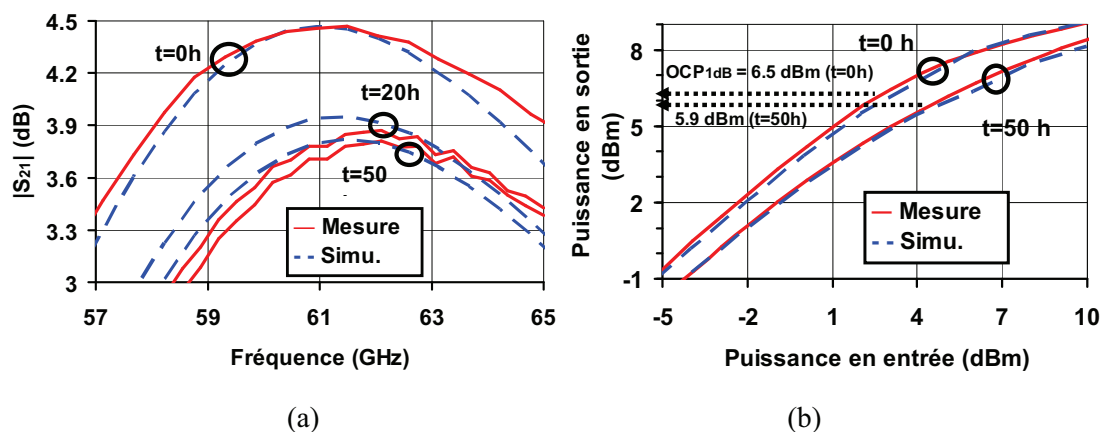 |S₂₁| (dB)
4.5
4.2
3.9
3.6
3.3
3
t=0h
t=20h
t=50
Mesure
Simu.
57
59
61
63
65
Fréquence (GHz)
(a)
Puissance en sortie
(dBm)
8
5
2
-1
t=0 h
OCP1dB = 6.5 dBm (t=0h)
5.9 dBm (t=50h)
t=50 h
Mesure
Simu.
-5
-2
1
4
7
10
Puissance en entrée (dBm)
(b)